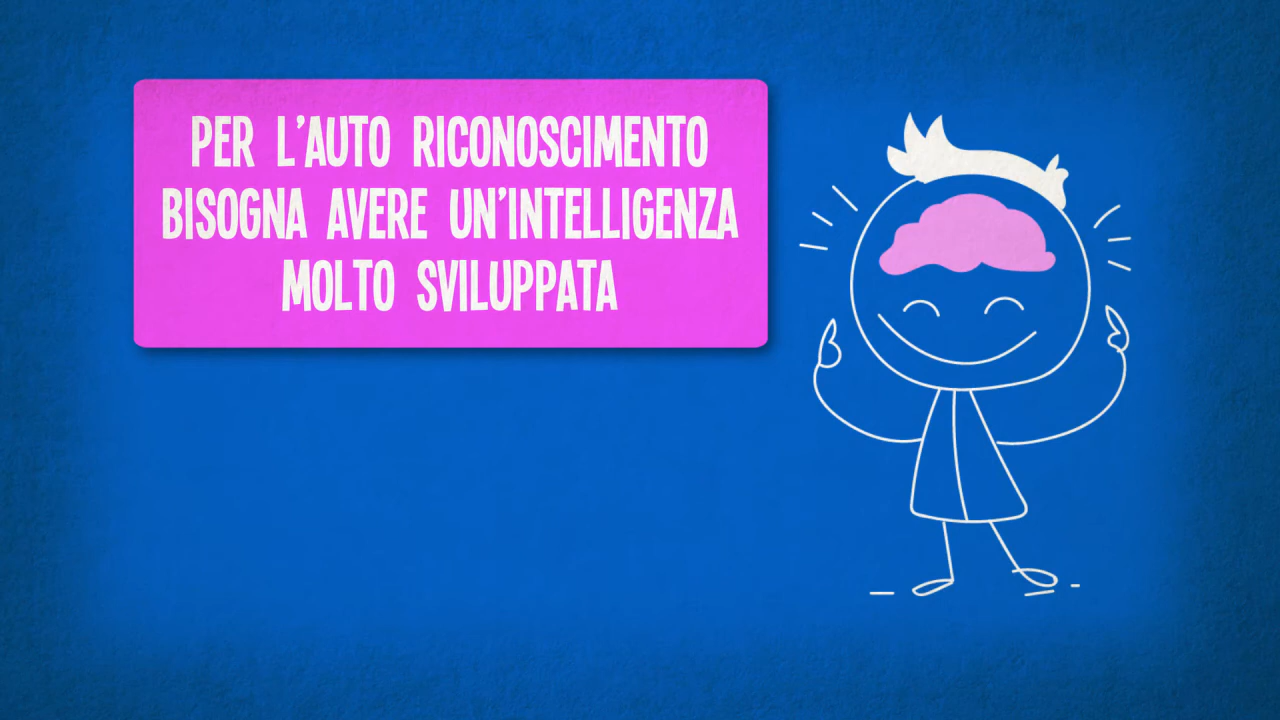 PER L'AUTO RICONOSCIMENTO
BISOGNA AVERE UN'INTELLIGENZA
MOLTO SVILUPPATA